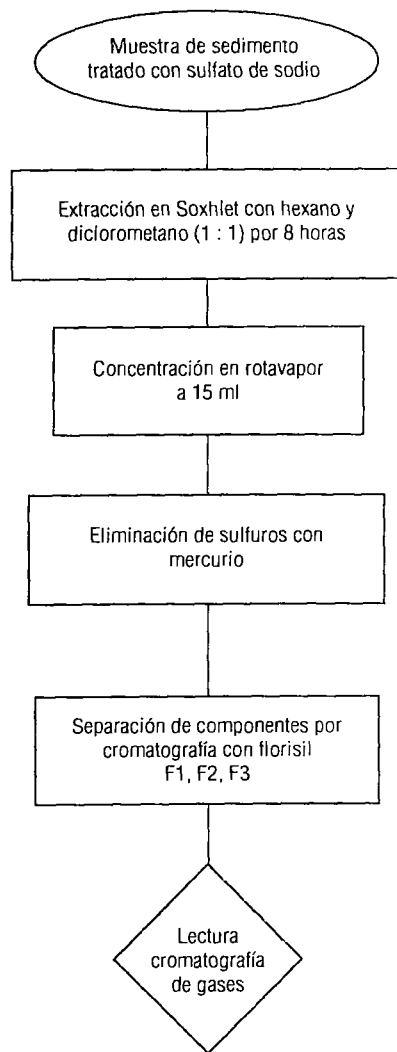 Muestra de sedimento
tratado con sulfato de sodio
Extracción en Soxhlet con hexano y
diclorometano (1 : 1) por 8 horas
Concentración en rotavapor
a 15 ml
Eliminación de sulfuros con
mercurio
Separación de componentes por
cromatografía con florisil
F1, F2, F3
Lectura
cromatografía
de gases